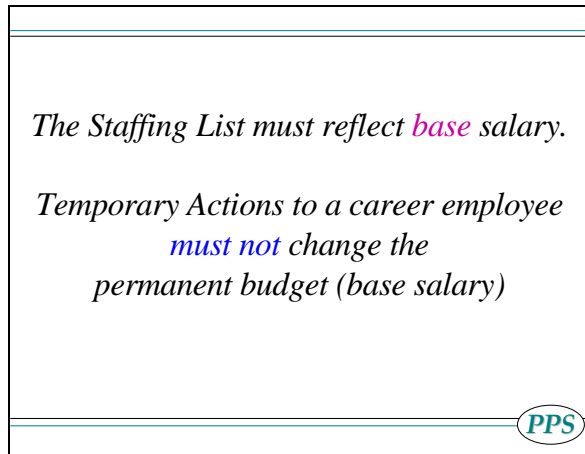 The Staffing List must reflect base salary.
Temporary Actions to a career employee
must not change the
permanent budget (base salary)
PPS